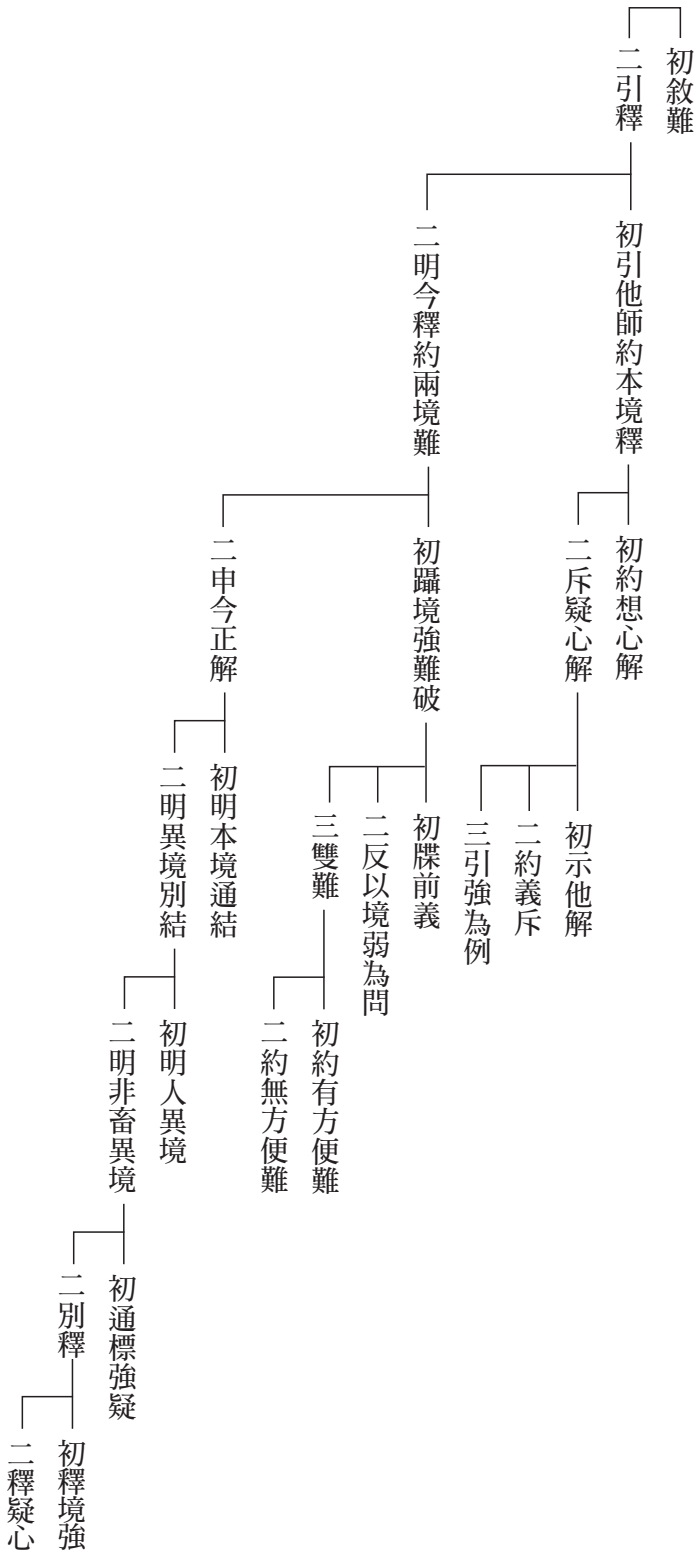 初敘難
二引釋
初引他師約本境釋
初約想心解
二斥疑心解
初示他解
二約義斥
三引強為例
二明今釋約兩境難
初躡境強難破
初牒前義
二反以境弱為問
三雙難
初約有方便難
二約無方便難
二申今正解
初明本境通結
二明異境別結
初明人異境
二明非畜異境
初通標強疑
二別釋
初釋境強
二釋疑心